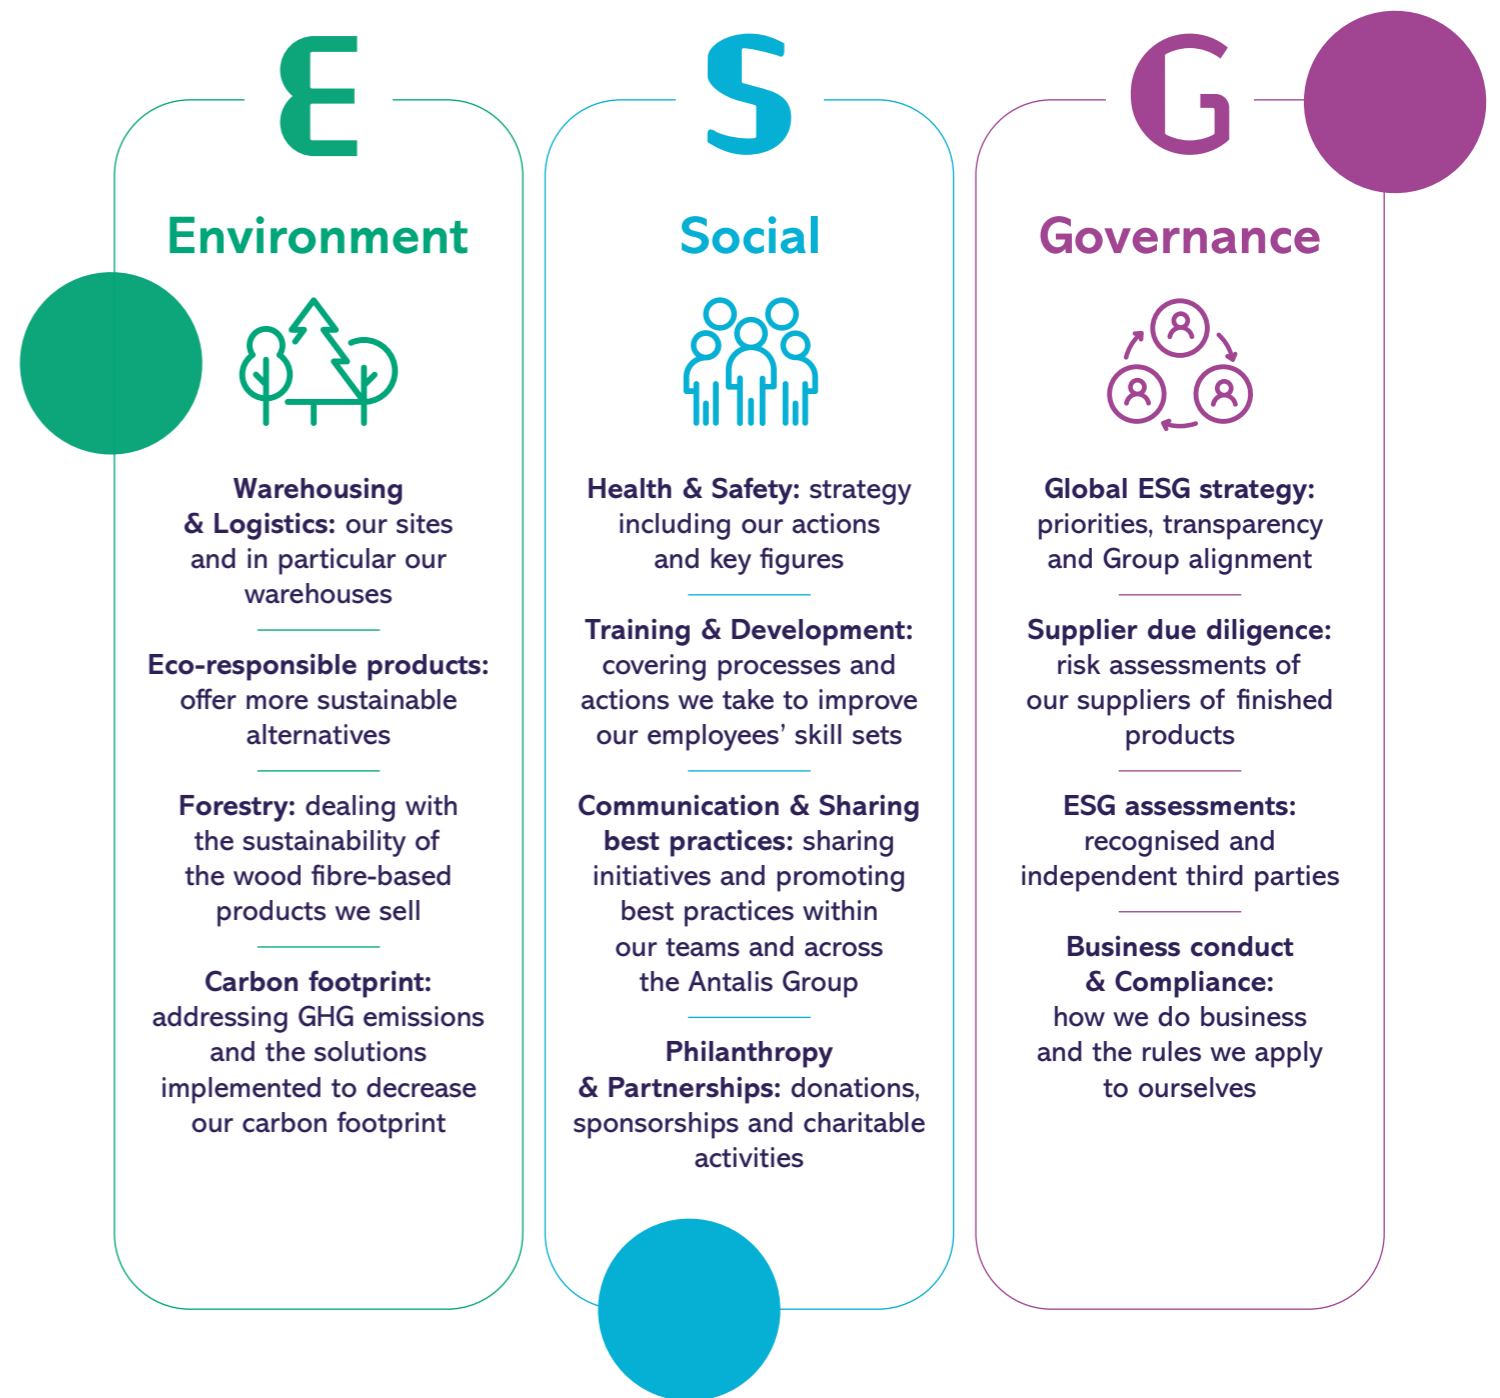 E
Environment
Warehousing
& Logistics: our sites
and in particular our
warehouses
Eco-responsible products:
offer more sustainable
alternatives
Forestry: dealing with
the sustainability of
the wood fibre-based
products we sell
Carbon footprint:
addressing GHG emissions
and the solutions
implemented to decrease
our carbon footprint
S
Social
Health & Safety: strategy
including our actions
and key figures
Training & Development:
covering processes and
actions we take to improve
our employees’ skill sets
Communication & Sharing
best practices: sharing
initiatives and promoting
best practices within
our teams and across
the Antalis Group
Philanthropy
& Partnerships: donations,
sponsorships and charitable
activities
G
Governance
Global ESG strategy:
priorities, transparency
and Group alignment
Supplier due diligence:
risk assessments of
our suppliers of finished
products
ESG assessments:
recognised and
independent third parties
Business conduct
& Compliance:
how we do business
and the rules we apply
to ourselves